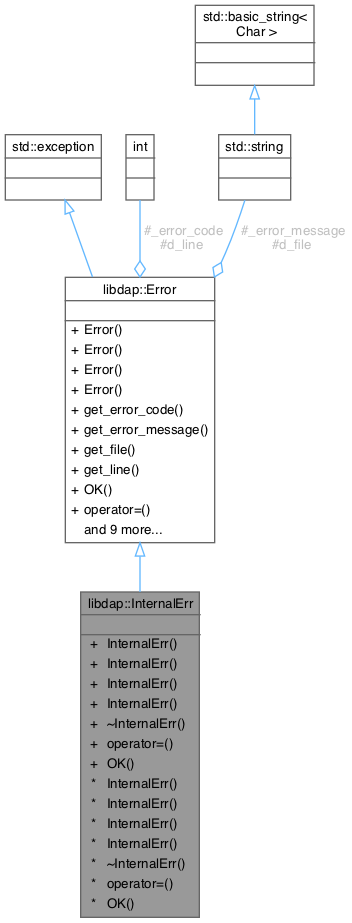 std::basic_string<
Char >
std::exception
int
std::string
#_error_code
#d_line
#_error_message
#d_file
libdap::Error
+ Error()
+ Error()
+ Error()
+ Error()
+ get_error_code()
+ get_error_message()
+ get_file()
+ get_line()
+ OK()
+ operator=()
and 9 more...
libdap::InternalErr
+ InternalErr()
+ InternalErr()
+ InternalErr()
+ InternalErr()
+ ~InternalErr()
+ operator=()
+ OK()
* InternalErr()
* InternalErr()
* InternalErr()
* InternalErr()
* ~InternalErr()
* operator=()
* OK()